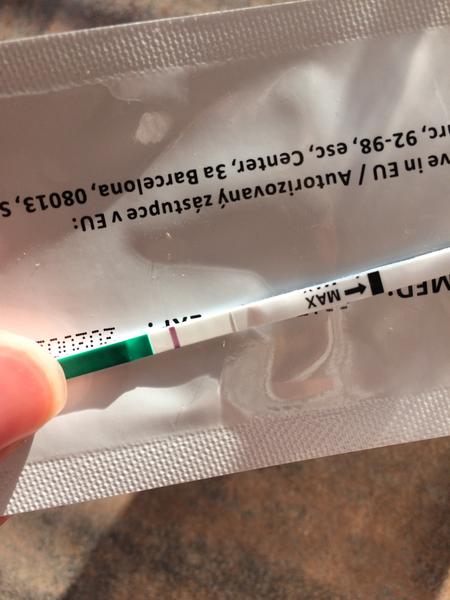 MAX
ve in EU / Autorizovaný zástupce v EU:
rc, 92-98, esc, Center, 3a Barcelona, 08013, S